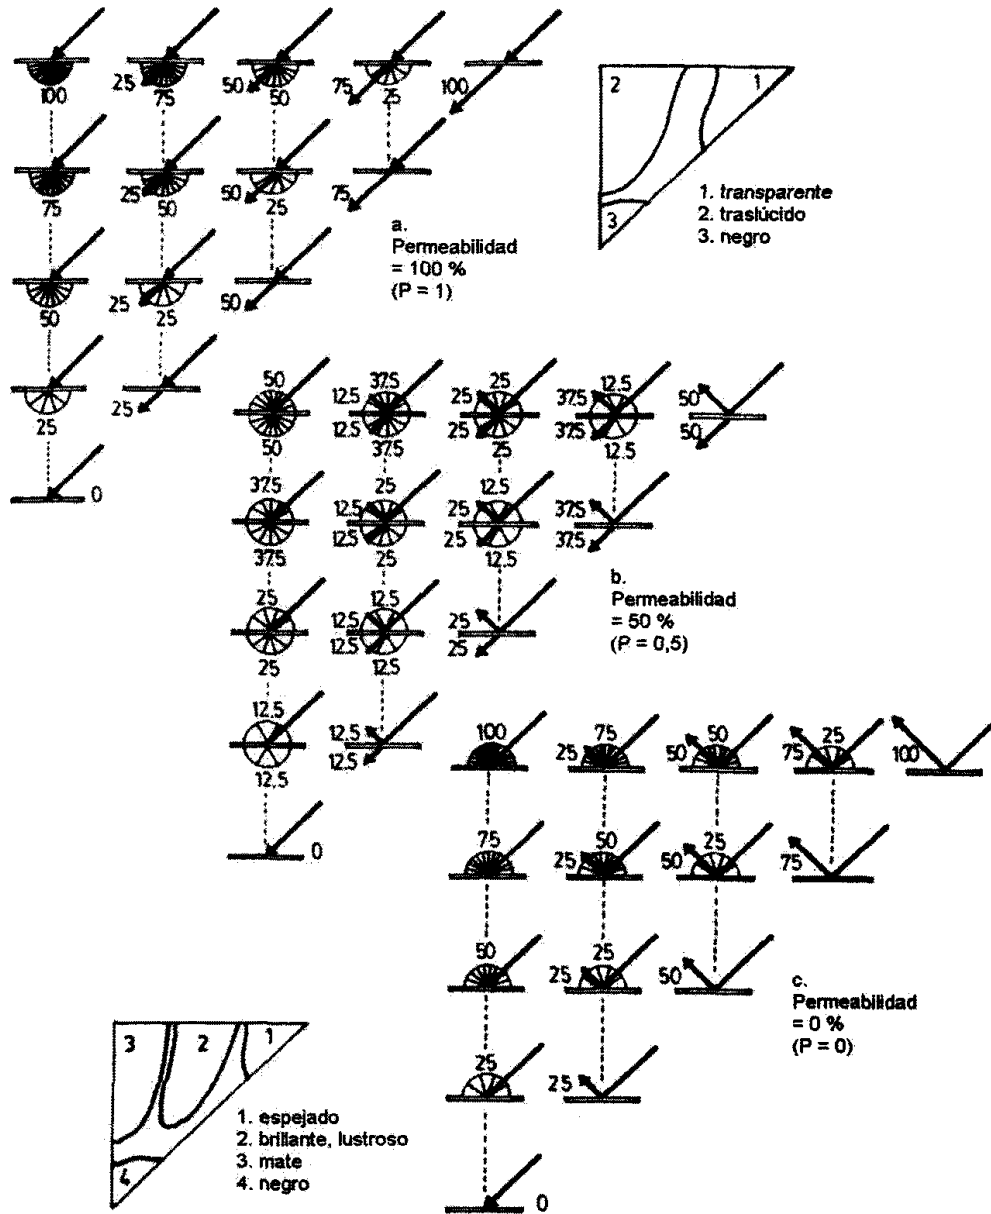 25 50 75 100
100 75 50 25
2 1
3
1. transparente
2. traslúcido
3. negro
25 50 75
75 50 25
a.
Permeabilidad
= 100 %
(P = 1)
25 50
50 25
25
25
0
50 37.5 25 12.5
12.5 25 37.5 50
12.5 25 37.5 50
50 37.5 25 12.5
37.5 25 12.5
12.5 25 37.5
12.5 25 37.5
37.5 25 12.5
b.
Permeabilidad
= 50 %
(P = 0,5)
25 12.5
12.5 25
12.5 25
25 12.5
12.5
12.5
12.5
12.5
0
100 75 50 25
25 50 75 100
75 50 25
25 50 75
50 25
25 50
c.
Permeabilidad
= 0 %
(P = 0)
25
25
0
3 2 1
4
1. espejado
2. brillante, lustroso
3. mate
4. negro